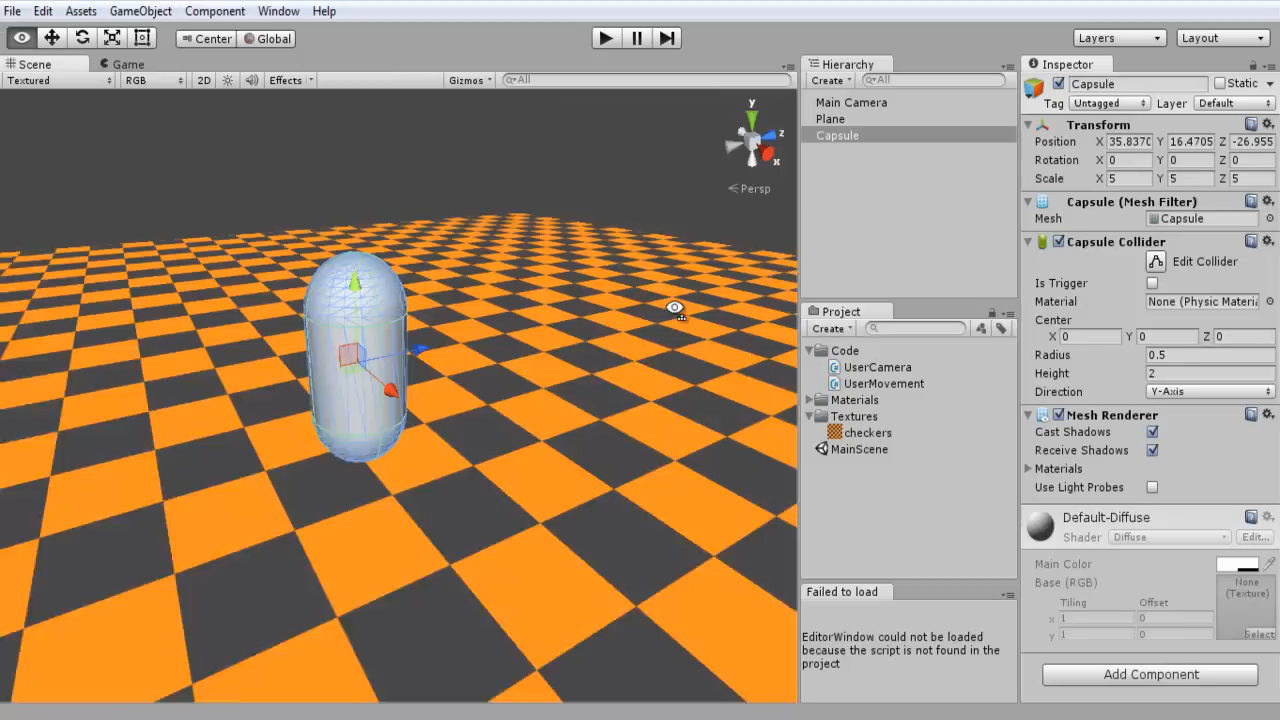 File Edit Assets GameObject Component Window Help
Center Global Layers Layout
Scene Game
Textured RGB 2D Effects Gizmos All
y
z
x
Persp
Hierarchy
Create All
Main Camera
Plane
Capsule
Project
Create
Code
UserCamera
UserMovement
Materials
Textures
checkers
MainScene
Failed to load
EditorWindow could not be loaded
because the script is not found in the
project
Inspector
Capsule Static
Tag Untagged Layer Default
Transform
Position X 35.8370 Y 16.4705 Z -26.955
Rotation X 0 Y 0 Z 0
Scale X 5 Y 5 Z 5
Capsule (Mesh Filter)
Mesh Capsule
Capsule Collider
Edit Collider
Is Trigger
Material None (Physic Materia
Center
X 0 Y 0 Z 0
Radius 0.5
Height 2
Direction Y-Axis
Mesh Renderer
Cast Shadows
Receive Shadows
Materials
Use Light Probes
Default-Diffuse
Shader Diffuse Edit...
Main Color
Base (RGB) None
(Texture)
Tiling Offset
x 1 0
y 1 0 Select
Add Component